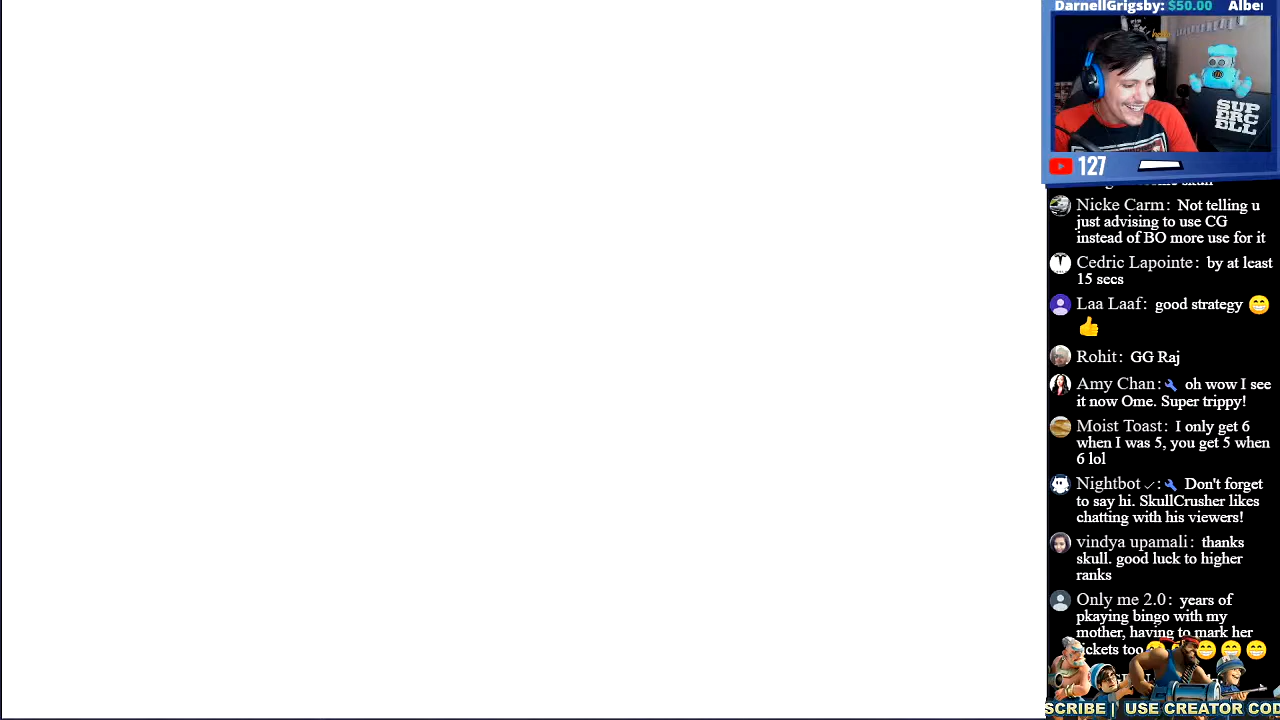 DarnellGrigsby: $50.00 Alber
SUP
ERC
ELL
127
Nicke Carm: Not telling u
just advising to use CG
instead of BO more use for it
Cedric Lapointe: by at least
15 secs
Laa Laaf: good strategy 😁
👍
Rohit: GG Raj
Amy Chan: oh wow I see
it now Ome. Super trippy!
Moist Toast: I only get 6
when I was 5, you get 5 when
6 lol
Nightbot ✓: Don't forget
to say hi. SkullCrusher likes
chatting with his viewers!
vindya upamali: thanks
skull. good luck to higher
ranks
Only me 2.0: years of
pkaying bingo with my
mother, having to mark her
tickets too 😁 😁 😁
SCRIBE | USE CREATOR COD